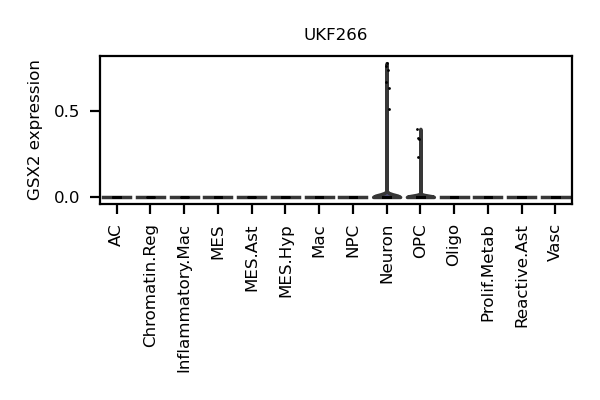 UKF266
GSX2 expression
0.5
0.0
AC
Chromatin.Reg
Inflammatory.Mac
MES
MES.Ast
MES.Hyp
Mac
NPC
Neuron
OPC
Oligo
Prolif.Metab
Reactive.Ast
Vasc